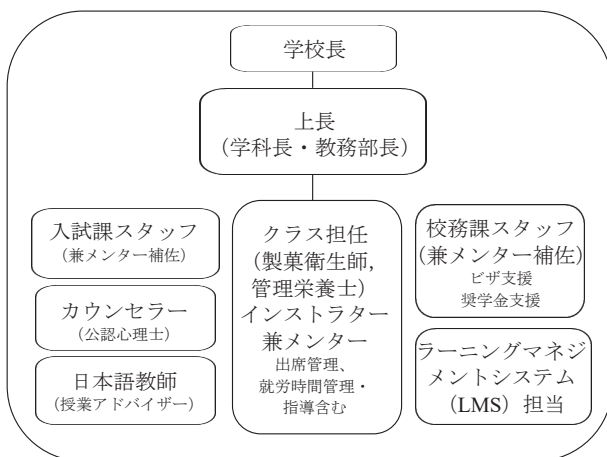 学校長
上長
（学科長・教務部長）
入試課スタッフ
（兼メンター補佐）
カウンセラー
（公認心理士）
日本語教師
（授業アドバイザー）
クラス担任
（製菓衛生師，
管理栄養士）
インストラター
兼メンター
出席管理、
就労時間管理・
指導含む
校務課スタッフ
（兼メンター補佐）
ビザ支援
奨学金支援
ラーニングマネジ
メントシステム
（LMS）担当